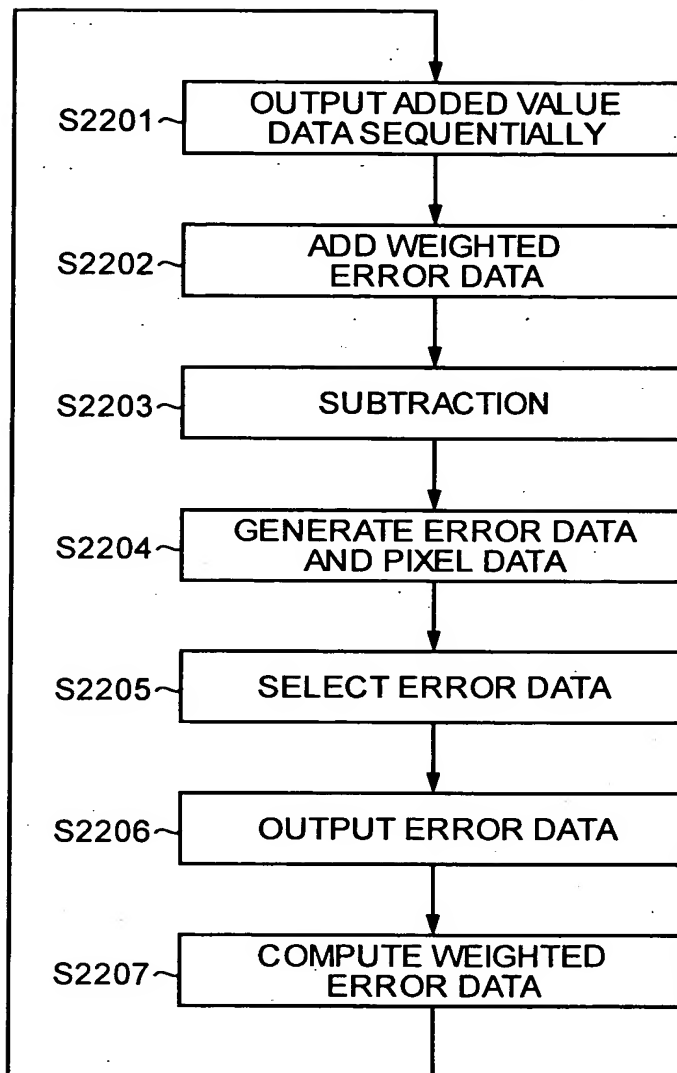 S2201
OUTPUT ADDED VALUE
DATA SEQUENTIALLY
S2202
ADD WEIGHTED
ERROR DATA
S2203
SUBTRACTION
S2204
GENERATE ERROR DATA
AND PIXEL DATA
S2205
SELECT ERROR DATA
S2206
OUTPUT ERROR DATA
S2207
COMPUTE WEIGHTED
ERROR DATA